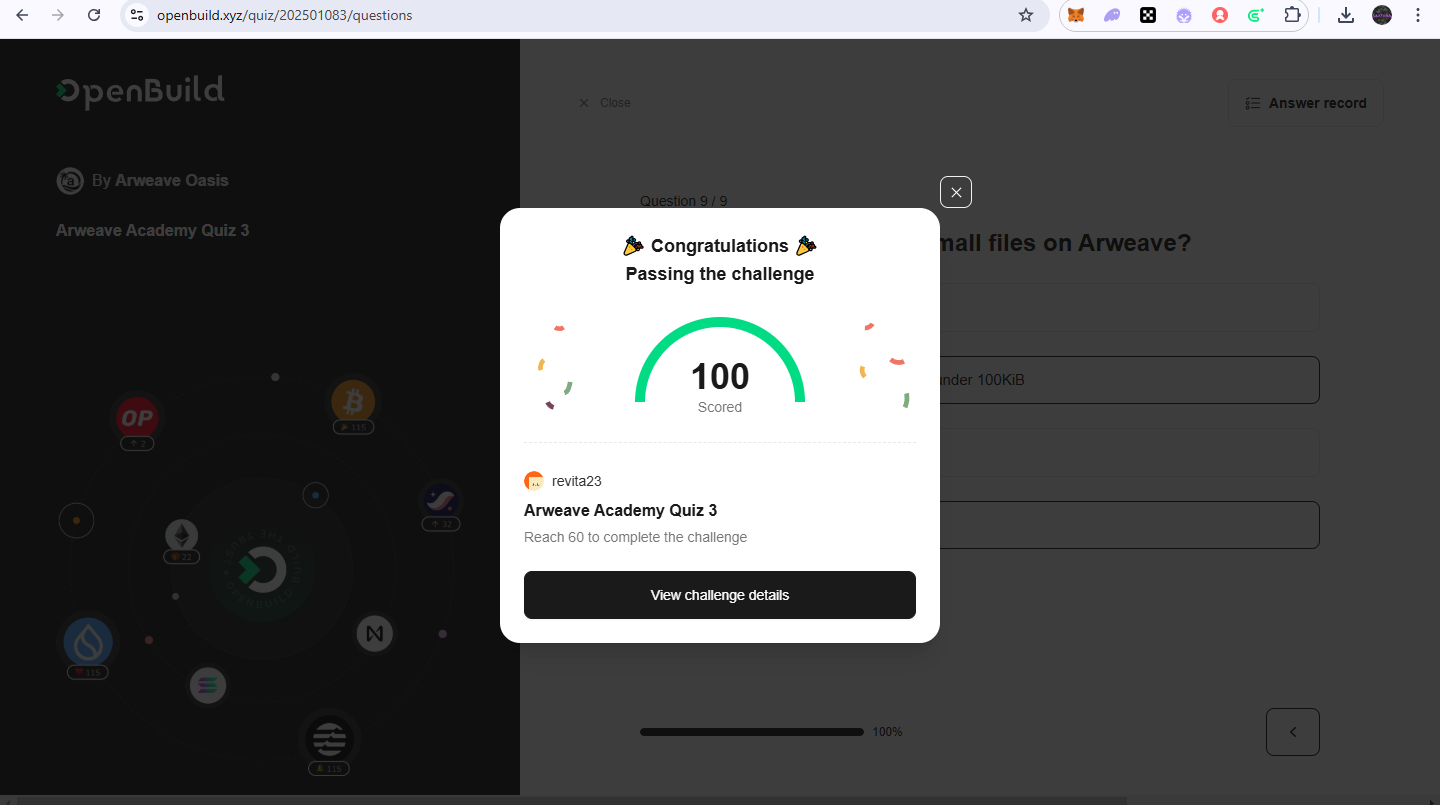 openbuild.xyz/quiz/202501083/questions
OpenBuild
Close
Answer record
By Arweave Oasis
Arweave Academy Quiz 3
Question 9 / 9
mall files on Arweave?
under 100KiB
🎉 Congratulations 🎉
Passing the challenge
100
Scored
revita23
Arweave Academy Quiz 3
Reach 60 to complete the challenge
View challenge details
OP
2
115
32
22
115
115
100%